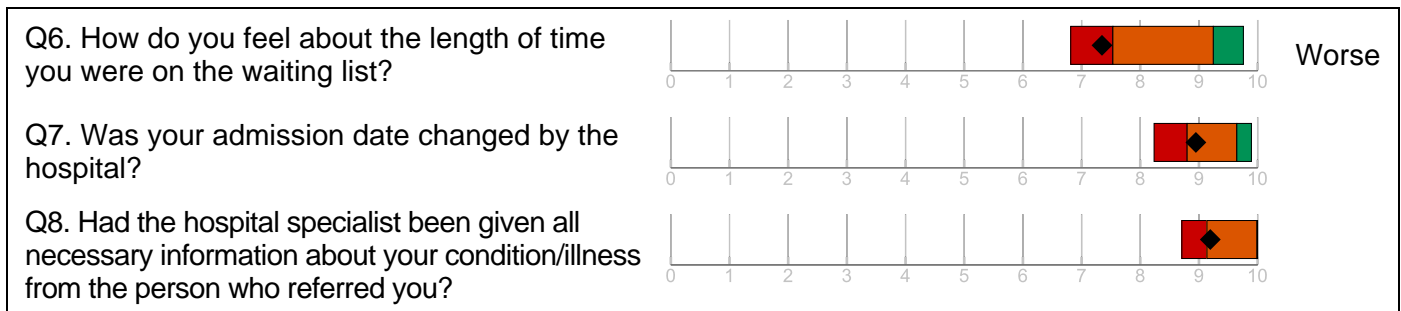 Q6. How do you feel about the length of time
you were on the waiting list?
Worse
0 1 2 3 4 5 6 7 8 9 10
Q7. Was your admission date changed by the
hospital?
0 1 2 3 4 5 6 7 8 9 10
Q8. Had the hospital specialist been given all
necessary information about your condition/illness
from the person who referred you?
0 1 2 3 4 5 6 7 8 9 10